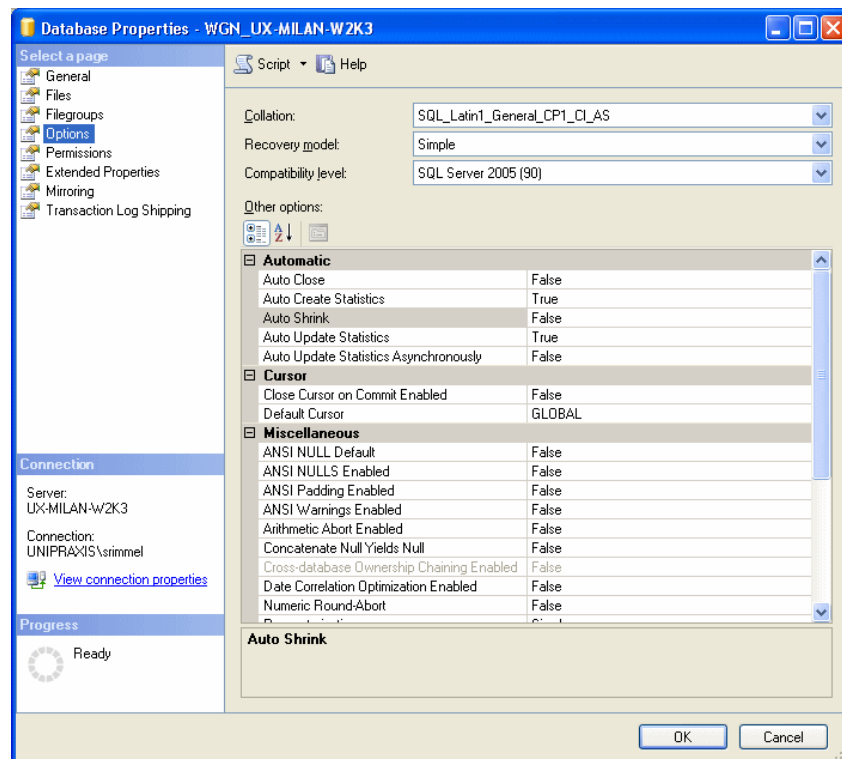 Database Properties - WGN_UX-MILAN-W2K3
Select a page
General
Files
Filegroups
Options
Permissions
Extended Properties
Mirroring
Transaction Log Shipping
Connection
Server:
UX-MILAN-W2K3
Connection:
UNIPRAXIS\srimmel
View connection properties
Progress
Ready
Script Help
Collation: SQL_Latin1_General_CP1_CI_AS
Recovery model: Simple
Compatibility level: SQL Server 2005 (90)
Other options:
Automatic
Auto Close False
Auto Create Statistics True
Auto Shrink False
Auto Update Statistics True
Auto Update Statistics Asynchronously False
Cursor
Close Cursor on Commit Enabled False
Default Cursor GLOBAL
Miscellaneous
ANSI NULL Default False
ANSI NULLS Enabled False
ANSI Padding Enabled False
ANSI Warnings Enabled False
Arithmetic Abort Enabled False
Concatenate Null Yields Null False
Cross-database Ownership Chaining Enabled False
Date Correlation Optimization Enabled False
Numeric Round-Abort False
Auto Shrink
OK Cancel